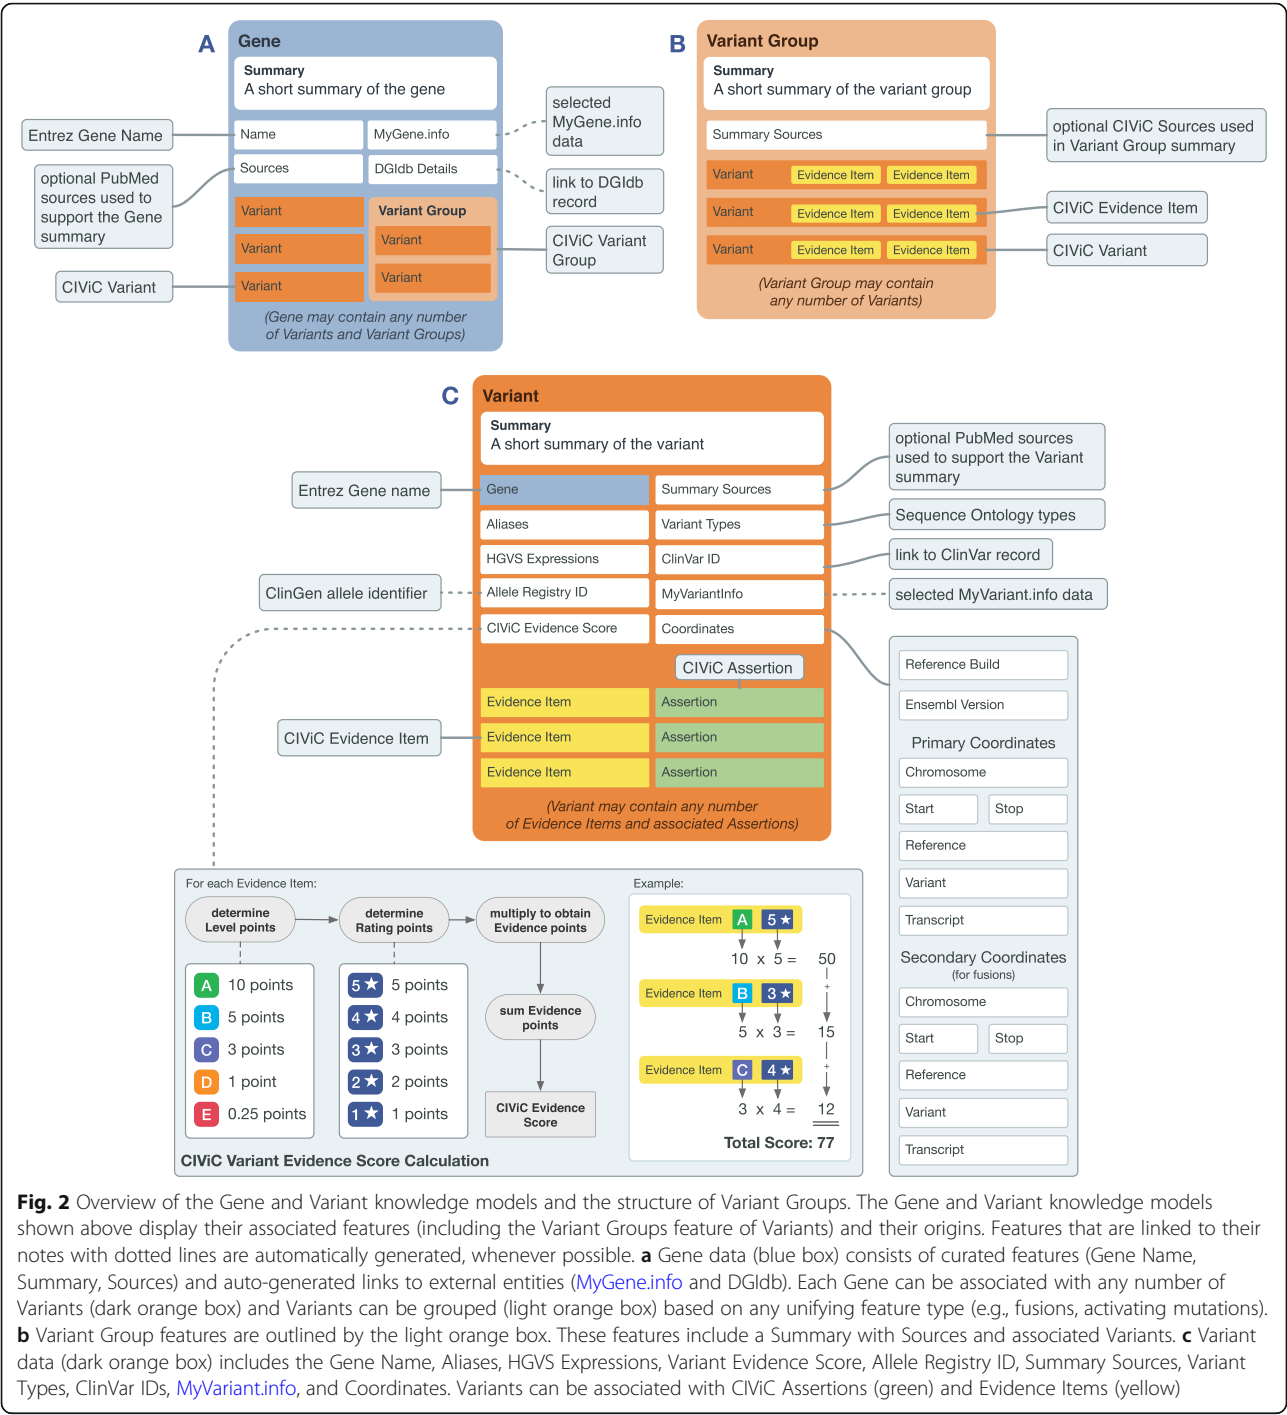 A
Gene
Summary
A short summary of the gene
Name
MyGene.info
Sources
DGIdb Details
Variant
Variant
Variant
Variant Group
Variant
Variant
(Gene may contain any number
of Variants and Variant Groups)
Entrez Gene Name
optional PubMed
sources used to
support the Gene
summary
CIViC Variant
selected
MyGene.info
data
link to DGIdb
record
CIViC Variant
Group
B
Variant Group
Summary
A short summary of the variant group
Summary Sources
Variant Evidence Item Evidence Item
Variant Evidence Item Evidence Item
Variant Evidence Item Evidence Item
(Variant Group may contain
any number of Variants)
optional CIViC Sources used
in Variant Group summary
CIViC Evidence Item
CIViC Variant
C
Variant
Summary
A short summary of the variant
Gene
Summary Sources
Aliases
Variant Types
HGVS Expressions
ClinVar ID
Allele Registry ID
MyVariantInfo
CIViC Evidence Score
Coordinates
CIViC Assertion
Evidence Item
Assertion
Evidence Item
Assertion
Evidence Item
Assertion
(Variant may contain any number
of Evidence Items and associated Assertions)
Entrez Gene name
ClinGen allele identifier
CIViC Evidence Item
optional PubMed sources
used to support the Variant
summary
Sequence Ontology types
link to ClinVar record
selected MyVariant.info data
Reference Build
Ensembl Version
Primary Coordinates
Chromosome
Start Stop
Reference
Variant
Transcript
Secondary Coordinates
(for fusions)
Chromosome
Start Stop
Reference
Variant
Transcript
For each Evidence Item:
determine
Level points
determine
Rating points
multiply to obtain
Evidence points
A 10 points
B 5 points
C 3 points
D 1 point
E 0.25 points
5 ★ 5 points
4 ★ 4 points
3 ★ 3 points
2 ★ 2 points
1 ★ 1 points
sum Evidence
points
CIViC Evidence
Score
CIViC Variant Evidence Score Calculation
Example:
Evidence Item A 5 ★
10 x 5 = 50
+
Evidence Item B 3 ★
5 x 3 = 15
+
Evidence Item C 4 ★
3 x 4 = 12
Total Score: 77
Fig. 2 Overview of the Gene and Variant knowledge models and the structure of Variant Groups. The Gene and Variant knowledge models
shown above display their associated features (including the Variant Groups feature of Variants) and their origins. Features that are linked to their
notes with dotted lines are automatically generated, whenever possible. a Gene data (blue box) consists of curated features (Gene Name,
Summary, Sources) and auto-generated links to external entities (MyGene.info and DGIdb). Each Gene can be associated with any number of
Variants (dark orange box) and Variants can be grouped (light orange box) based on any unifying feature type (e.g., fusions, activating mutations).
b Variant Group features are outlined by the light orange box. These features include a Summary with Sources and associated Variants. c Variant
data (dark orange box) includes the Gene Name, Aliases, HGVS Expressions, Variant Evidence Score, Allele Registry ID, Summary Sources, Variant
Types, ClinVar IDs, MyVariant.info, and Coordinates. Variants can be associated with CIViC Assertions (green) and Evidence Items (yellow)